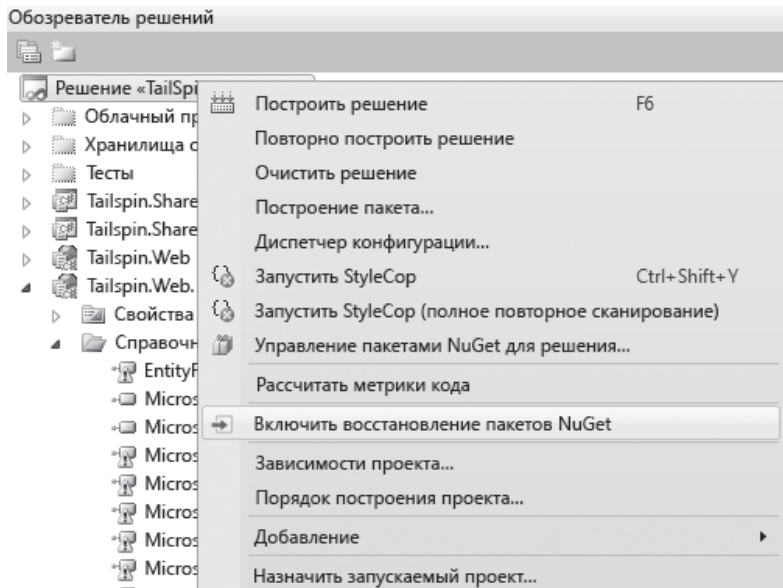 Обозреватель решений
Решение «TailSpi
Облачный пр
Хранилища о
Тесты
Tailspin.Share
Tailspin.Share
Tailspin.Web
Tailspin.Web.
Свойства
Справочн
EntityF
Micros
Micros
Micros
Micros
Micros
Micros
Micros
Построить решение F6
Повторно построить решение
Очистить решение
Построение пакета...
Диспетчер конфигурации...
Запустить StyleCop Ctrl+Shift+Y
Запустить StyleCop (полное повторное сканирование)
Управление пакетами NuGet для решения...
Рассчитать метрики кода
Включить восстановление пакетов NuGet
Зависимости проекта...
Порядок построения проекта...
Добавление
Назначить запускаемый проект...